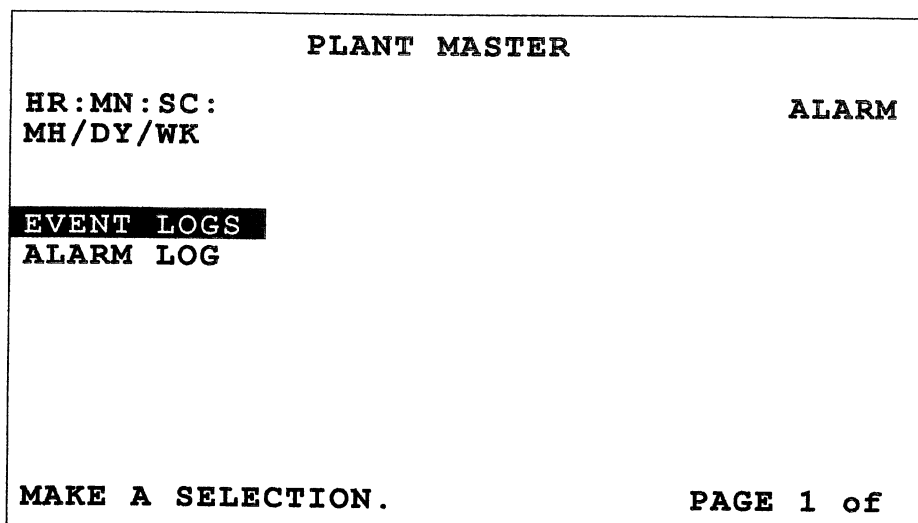 PLANT MASTER
HR:MN:SC:
MH/DY/WK
ALARM
EVENT LOGS
ALARM LOG
MAKE A SELECTION.
PAGE 1 of